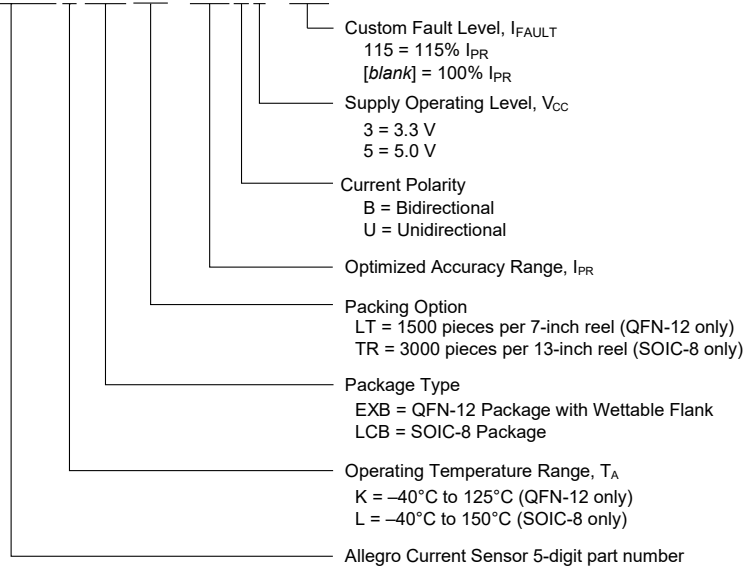 Custom Fault Level, IFAULT
115 = 115% IPR
[blank] = 100% IPR
Supply Operating Level, VCC
3 = 3.3 V
5 = 5.0 V
Current Polarity
B = Bidirectional
U = Unidirectional
Optimized Accuracy Range, IPR
Packing Option
LT = 1500 pieces per 7-inch reel (QFN-12 only)
TR = 3000 pieces per 13-inch reel (SOIC-8 only)
Package Type
EXB = QFN-12 Package with Wettable Flank
LCB = SOIC-8 Package
Operating Temperature Range, TA
K = –40°C to 125°C (QFN-12 only)
L = –40°C to 150°C (SOIC-8 only)
Allegro Current Sensor 5-digit part number